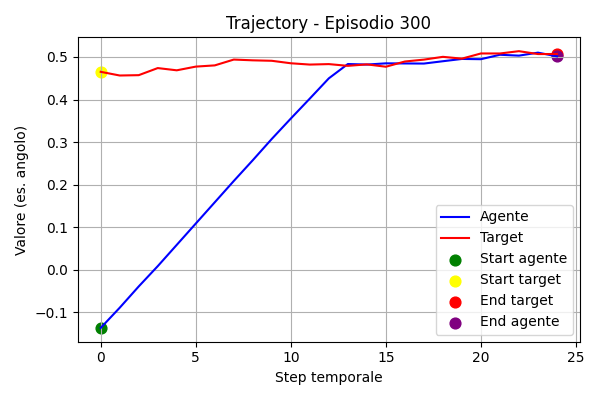 Trajectory - Episodio 300
Valore (es. angolo)
0.5
0.4
0.3
0.2
0.1
0.0
−0.1
0
5
10
15
20
25
Step temporale
Agente
Target
Start agente
Start target
End target
End agente